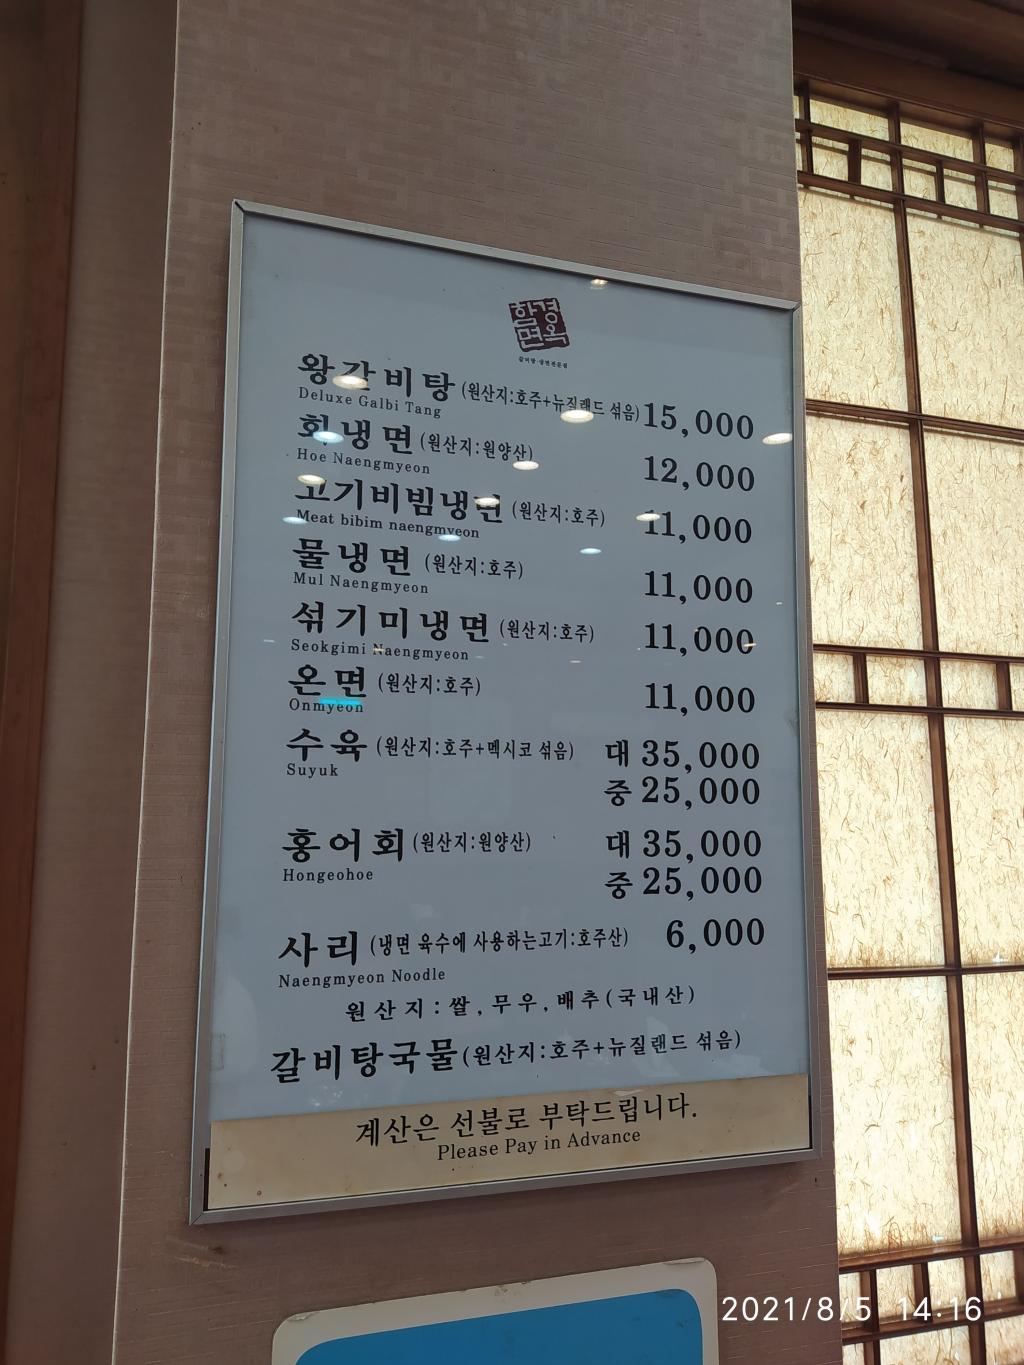 함경
면옥
갈비탕·냉면전문점
왕갈비탕 (원산지:호주+뉴질랜드 섞음) 15,000
Deluxe Galbi Tang
회냉면 (원산지:원양산) 12,000
Hoe Naengmyeon
고기비빔냉면 (원산지:호주) 11,000
Meat bibim naengmyeon
물냉면 (원산지:호주) 11,000
Mul Naengmyeon
섞기미냉면 (원산지:호주) 11,000
Seokgimi Naengmyeon
온면 (원산지:호주) 11,000
Onmyeon
수육 (원산지:호주+멕시코 섞음) 대 35,000
Suyuk
중 25,000
홍어회 (원산지:원양산) 대 35,000
Hongeohoe
중 25,000
사리 (냉면 육수에 사용하는고기:호주산) 6,000
Naengmyeon Noodle
원산지:쌀,무우,배추(국내산)
갈비탕국물(원산지:호주+뉴질랜드 섞음)
계산은 선불로 부탁드립니다.
Please Pay in Advance
2021/8/5 14:16